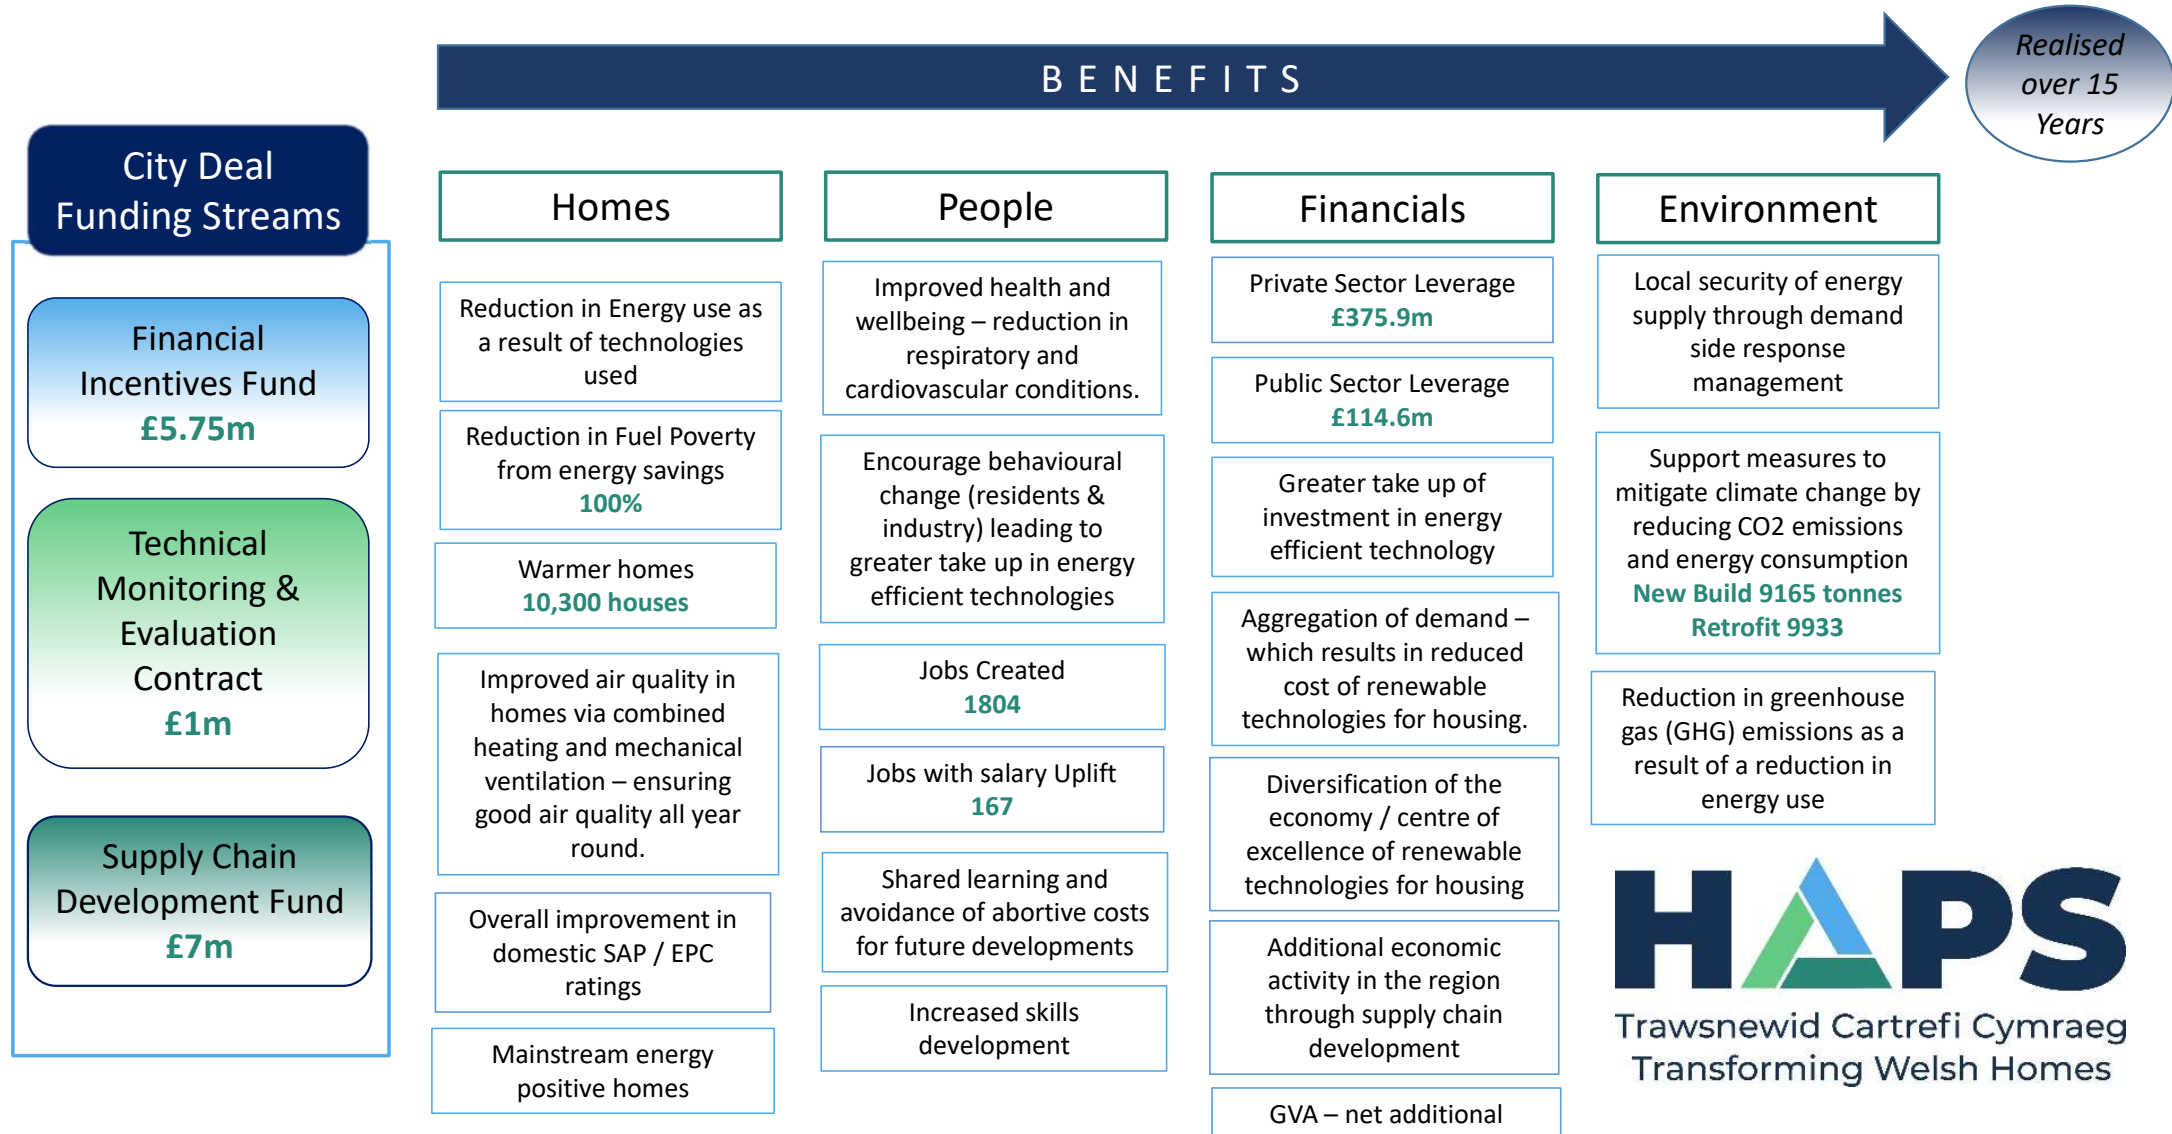 BENEFITS
Realised
over 15
Years
City Deal
Funding Streams
Financial
Incentives Fund
£5.75m
Technical
Monitoring &
Evaluation
Contract
£1m
Supply Chain
Development Fund
£7m
Homes
Reduction in Energy use as
a result of technologies
used
Reduction in Fuel Poverty
from energy savings
100%
Warmer homes
10,300 houses
Improved air quality in
homes via combined
heating and mechanical
ventilation – ensuring
good air quality all year
round.
Overall improvement in
domestic SAP / EPC
ratings
Mainstream energy
positive homes
People
Improved health and
wellbeing – reduction in
respiratory and
cardiovascular conditions.
Encourage behavioural
change (residents &
industry) leading to
greater take up in energy
efficient technologies
Jobs Created
1804
Jobs with salary Uplift
167
Shared learning and
avoidance of abortive costs
for future developments
Increased skills
development
Financials
Private Sector Leverage
£375.9m
Public Sector Leverage
£114.6m
Greater take up of
investment in energy
efficient technology
Aggregation of demand –
which results in reduced
cost of renewable
technologies for housing.
Diversification of the
economy / centre of
excellence of renewable
technologies for housing
Additional economic
activity in the region
through supply chain
development
GVA – net additional
Environment
Local security of energy
supply through demand
side response
management
Support measures to
mitigate climate change by
reducing CO2 emissions
and energy consumption
New Build 9165 tonnes
Retrofit 9933
Reduction in greenhouse
gas (GHG) emissions as a
result of a reduction in
energy use
HAPS
Trawsnewid Cartrefi Cymraeg
Transforming Welsh Homes